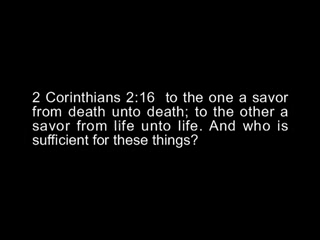 2 Corinthians 2:16  to the one a savor
from death unto death; to the other a
savor from life unto life. And who is
sufficient for these things?